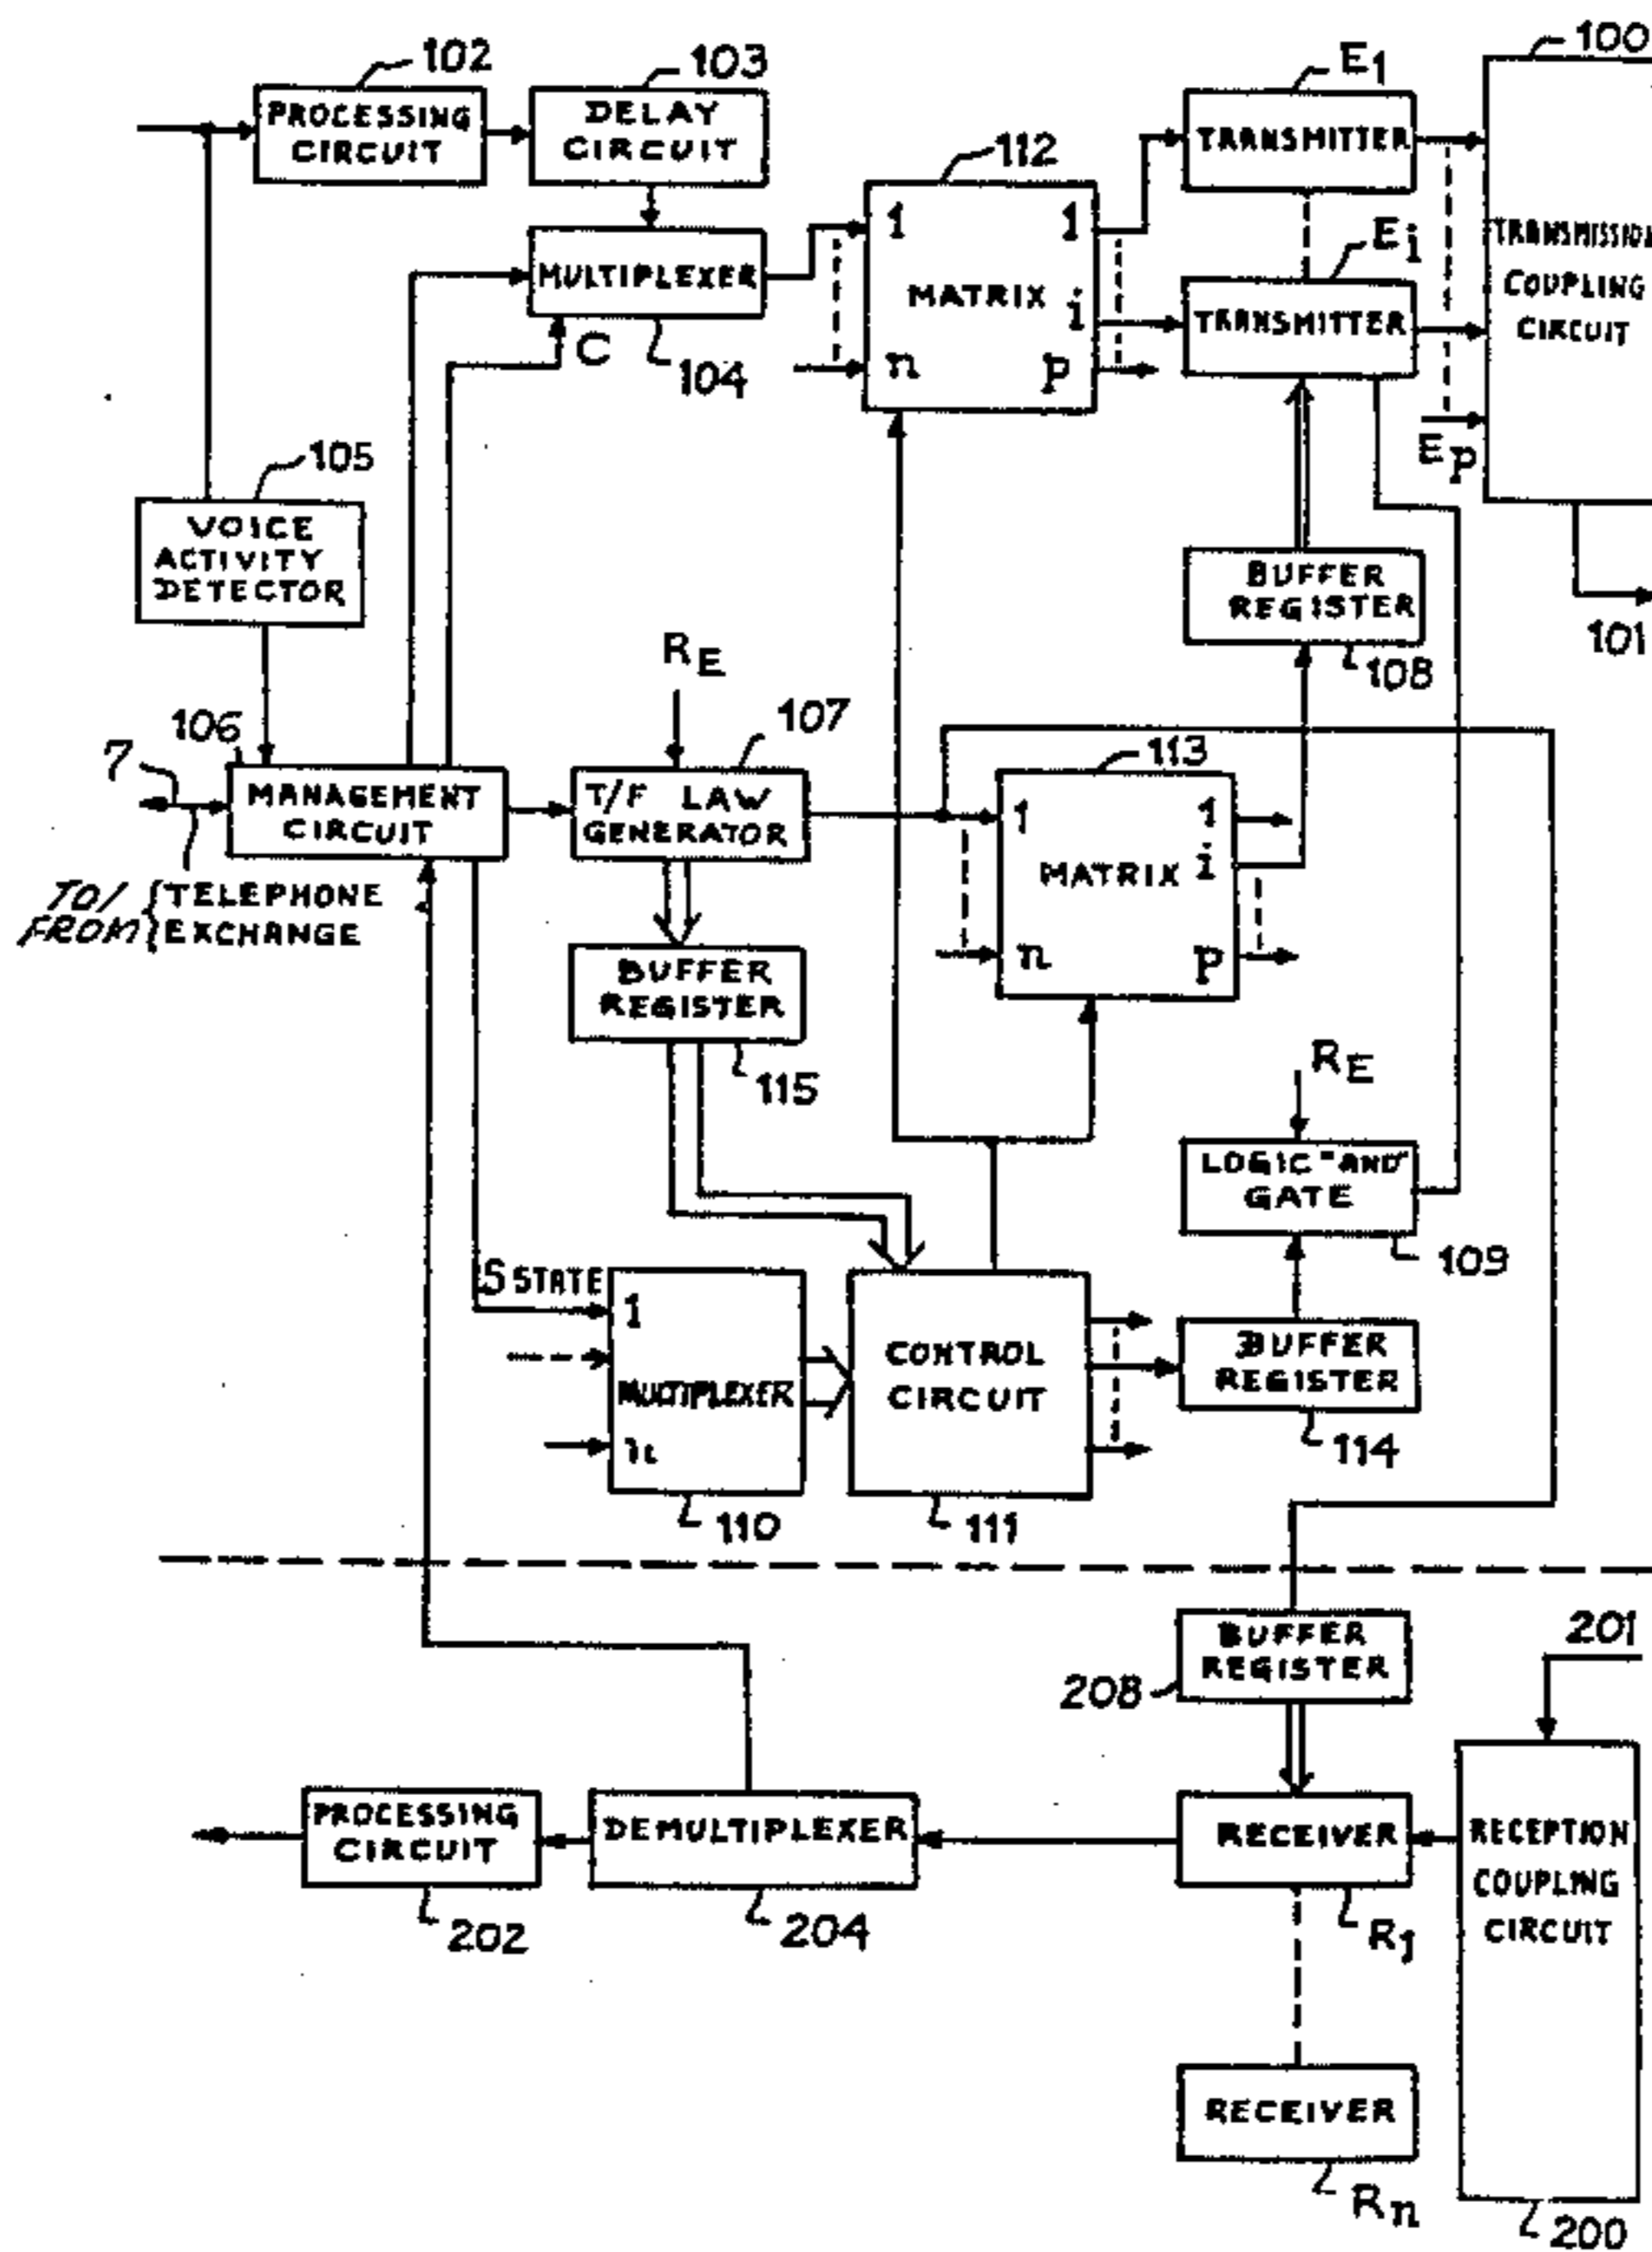 102
103
E1
100
PROCESSING
CIRCUIT
DELAY
CIRCUIT
TRANSMITTER
112
1
1
MATRIX
i
n
P
MULTIPLEXER
C
104
Ei
TRANSMITTER
TRANSMISSION
COUPLING
CIRCUIT
EP
105
VOICE
ACTIVITY
DETECTOR
BUFFER
REGISTER
108
101
RE
107
106
7
MANAGEMENT
CIRCUIT
T/F LAW
GENERATOR
113
1
1
MATRIX i
n
P
TO/
FROM
{TELEPHONE
{EXCHANGE
BUFFER
REGISTER
115
RE
LOGIC "AND"
GATE
109
S STATE
1
MULTIPLEXER
n
110
CONTROL
CIRCUIT
111
BUFFER
REGISTER
114
BUFFER
REGISTER
208
201
PROCESSING
CIRCUIT
202
DEMULTIPLEXER
204
RECEIVER
R1
RECEPTION
COUPLING
CIRCUIT
RECEIVER
Rn
200